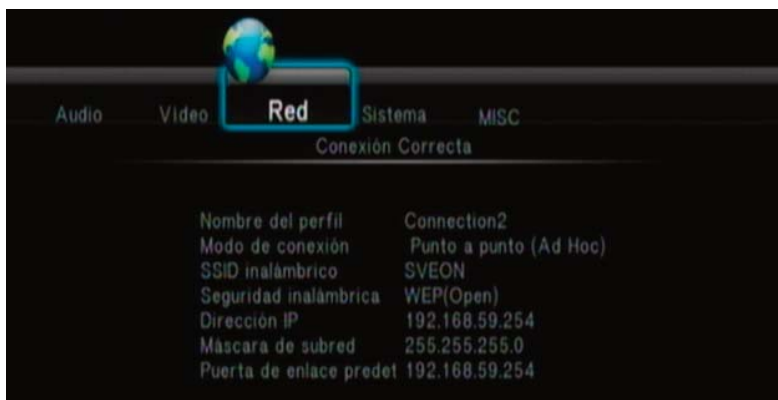 Audio Vídeo Red Sistema MISC
Conexión Correcta
Nombre del perfil Connection2
Modo de conexión Punto a punto (Ad Hoc)
SSID inalámbrico SVEON
Seguridad inalámbrica WEP(Open)
Dirección IP 192.168.59.254
Máscara de subred 255.255.255.0
Puerta de enlace predet 192.168.59.254